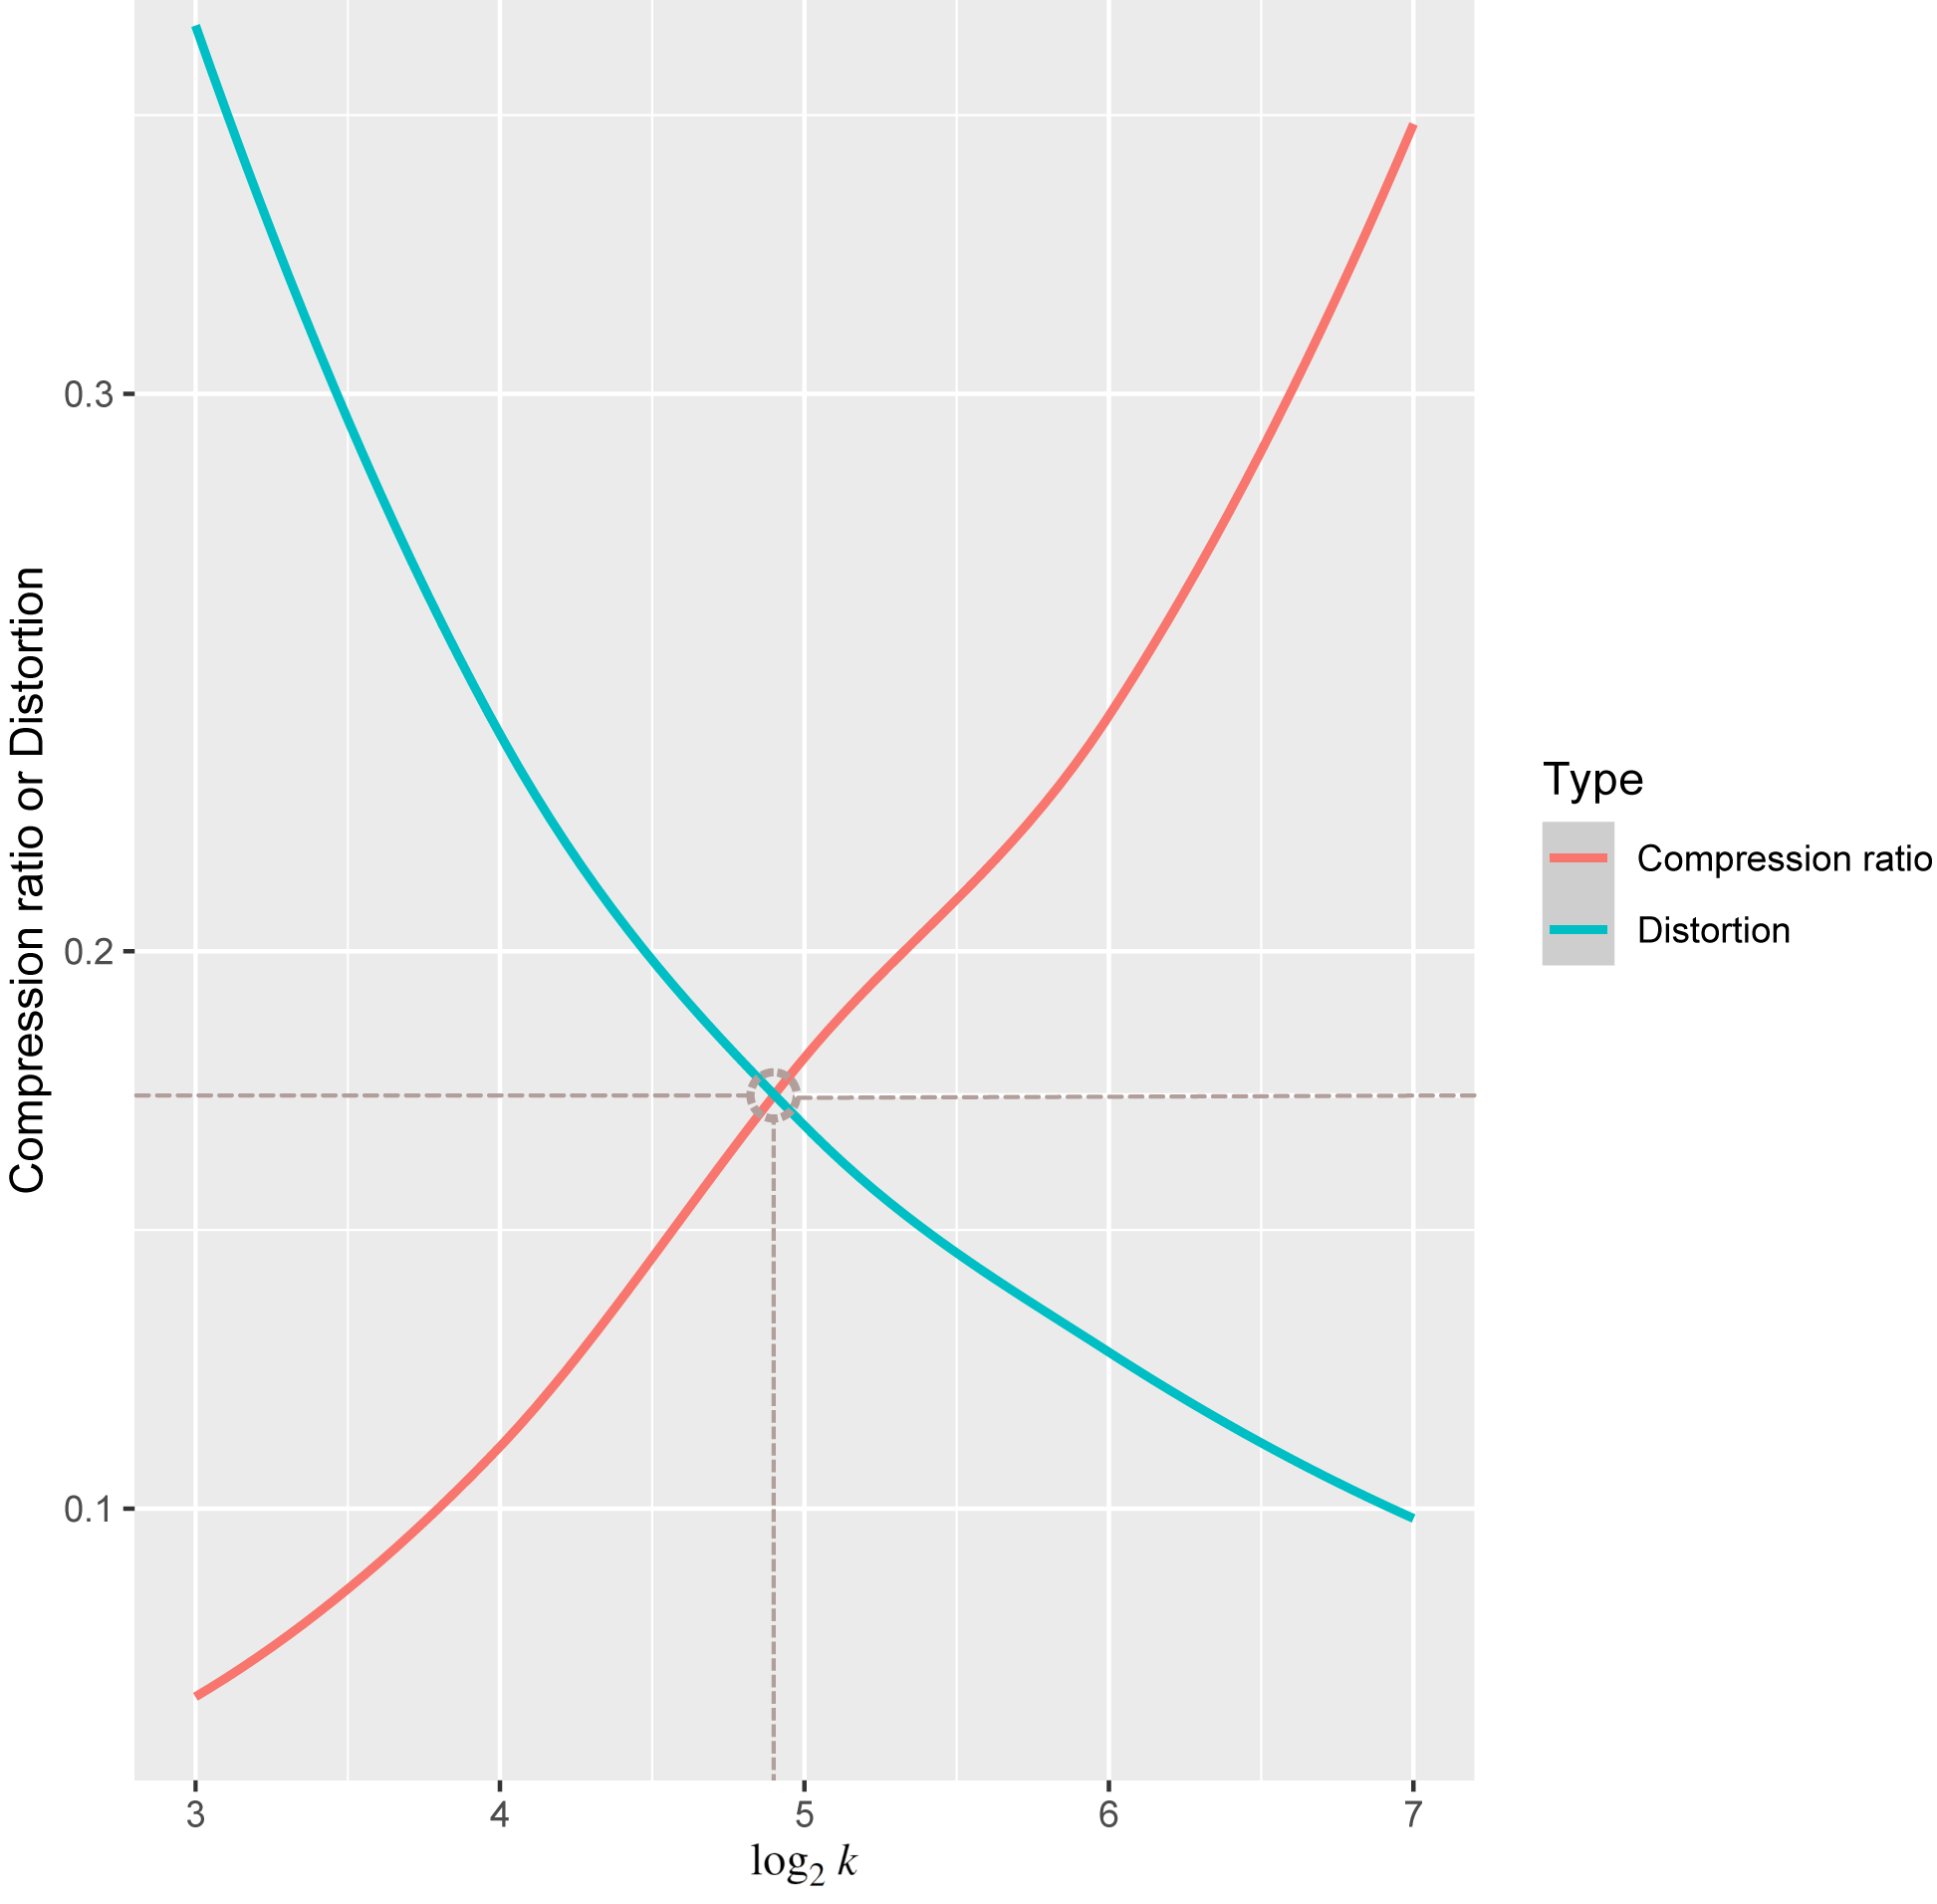 Compression ratio or Distortion
0.3
0.2
0.1
3 4 5 6 7
log₂ k
Type
Compression ratio
Distortion